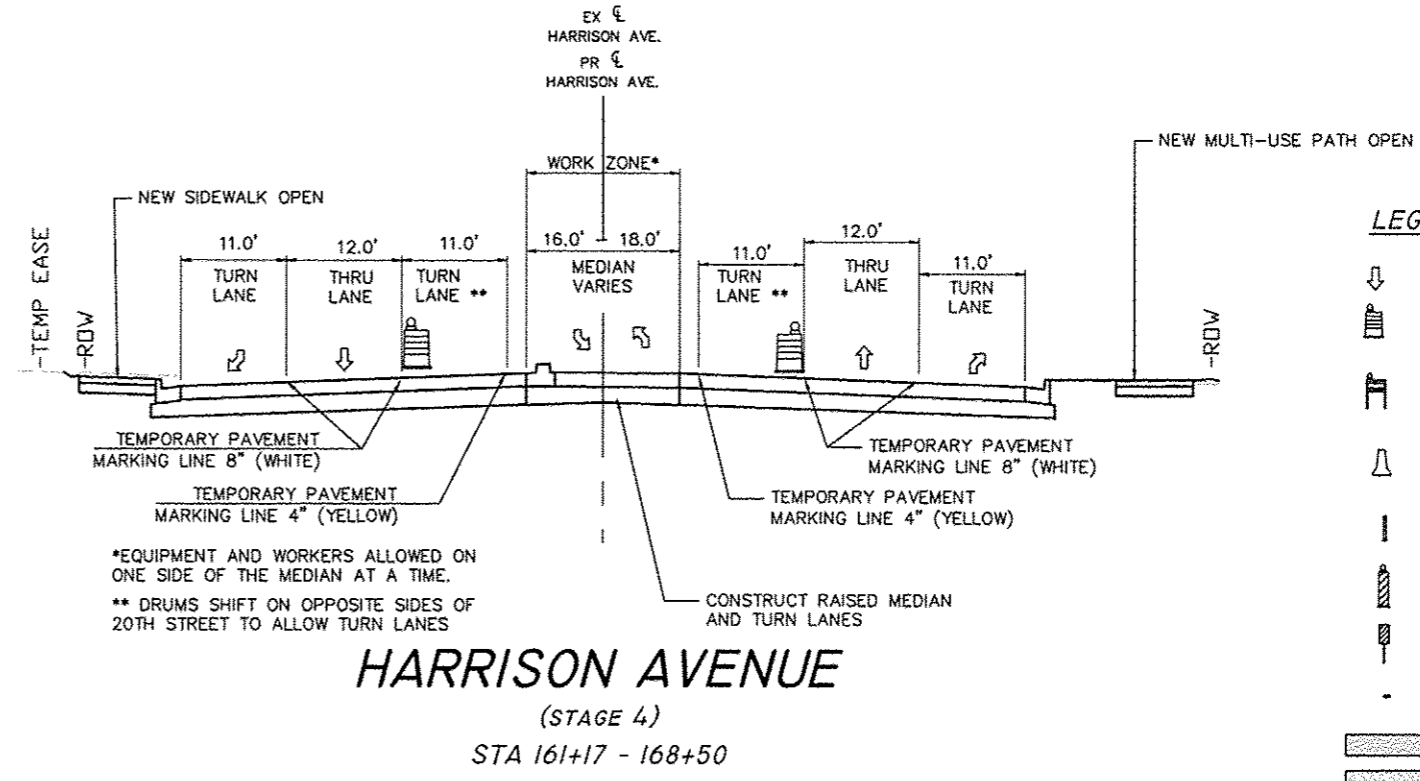 EX ℄
HARRISON AVE.
PR ℄
HARRISON AVE.
WORK ZONE*
NEW MULTI-USE PATH OPEN
NEW SIDEWALK OPEN
LEG
TEMP EASE
ROW
11.0'
TURN
LANE
12.0'
THRU
LANE
11.0'
TURN
LANE **
16.0' - 18.0'
MEDIAN
VARIES
11.0'
TURN
LANE **
12.0'
THRU
LANE
11.0'
TURN
LANE
ROW
TEMPORARY PAVEMENT
MARKING LINE 8" (WHITE)
TEMPORARY PAVEMENT
MARKING LINE 4" (YELLOW)
TEMPORARY PAVEMENT
MARKING LINE 8" (WHITE)
TEMPORARY PAVEMENT
MARKING LINE 4" (YELLOW)
*EQUIPMENT AND WORKERS ALLOWED ON
ONE SIDE OF THE MEDIAN AT A TIME.
** DRUMS SHIFT ON OPPOSITE SIDES OF
20TH STREET TO ALLOW TURN LANES
CONSTRUCT RAISED MEDIAN
AND TURN LANES
HARRISON AVENUE
(STAGE 4)
STA 161+17 - 168+50